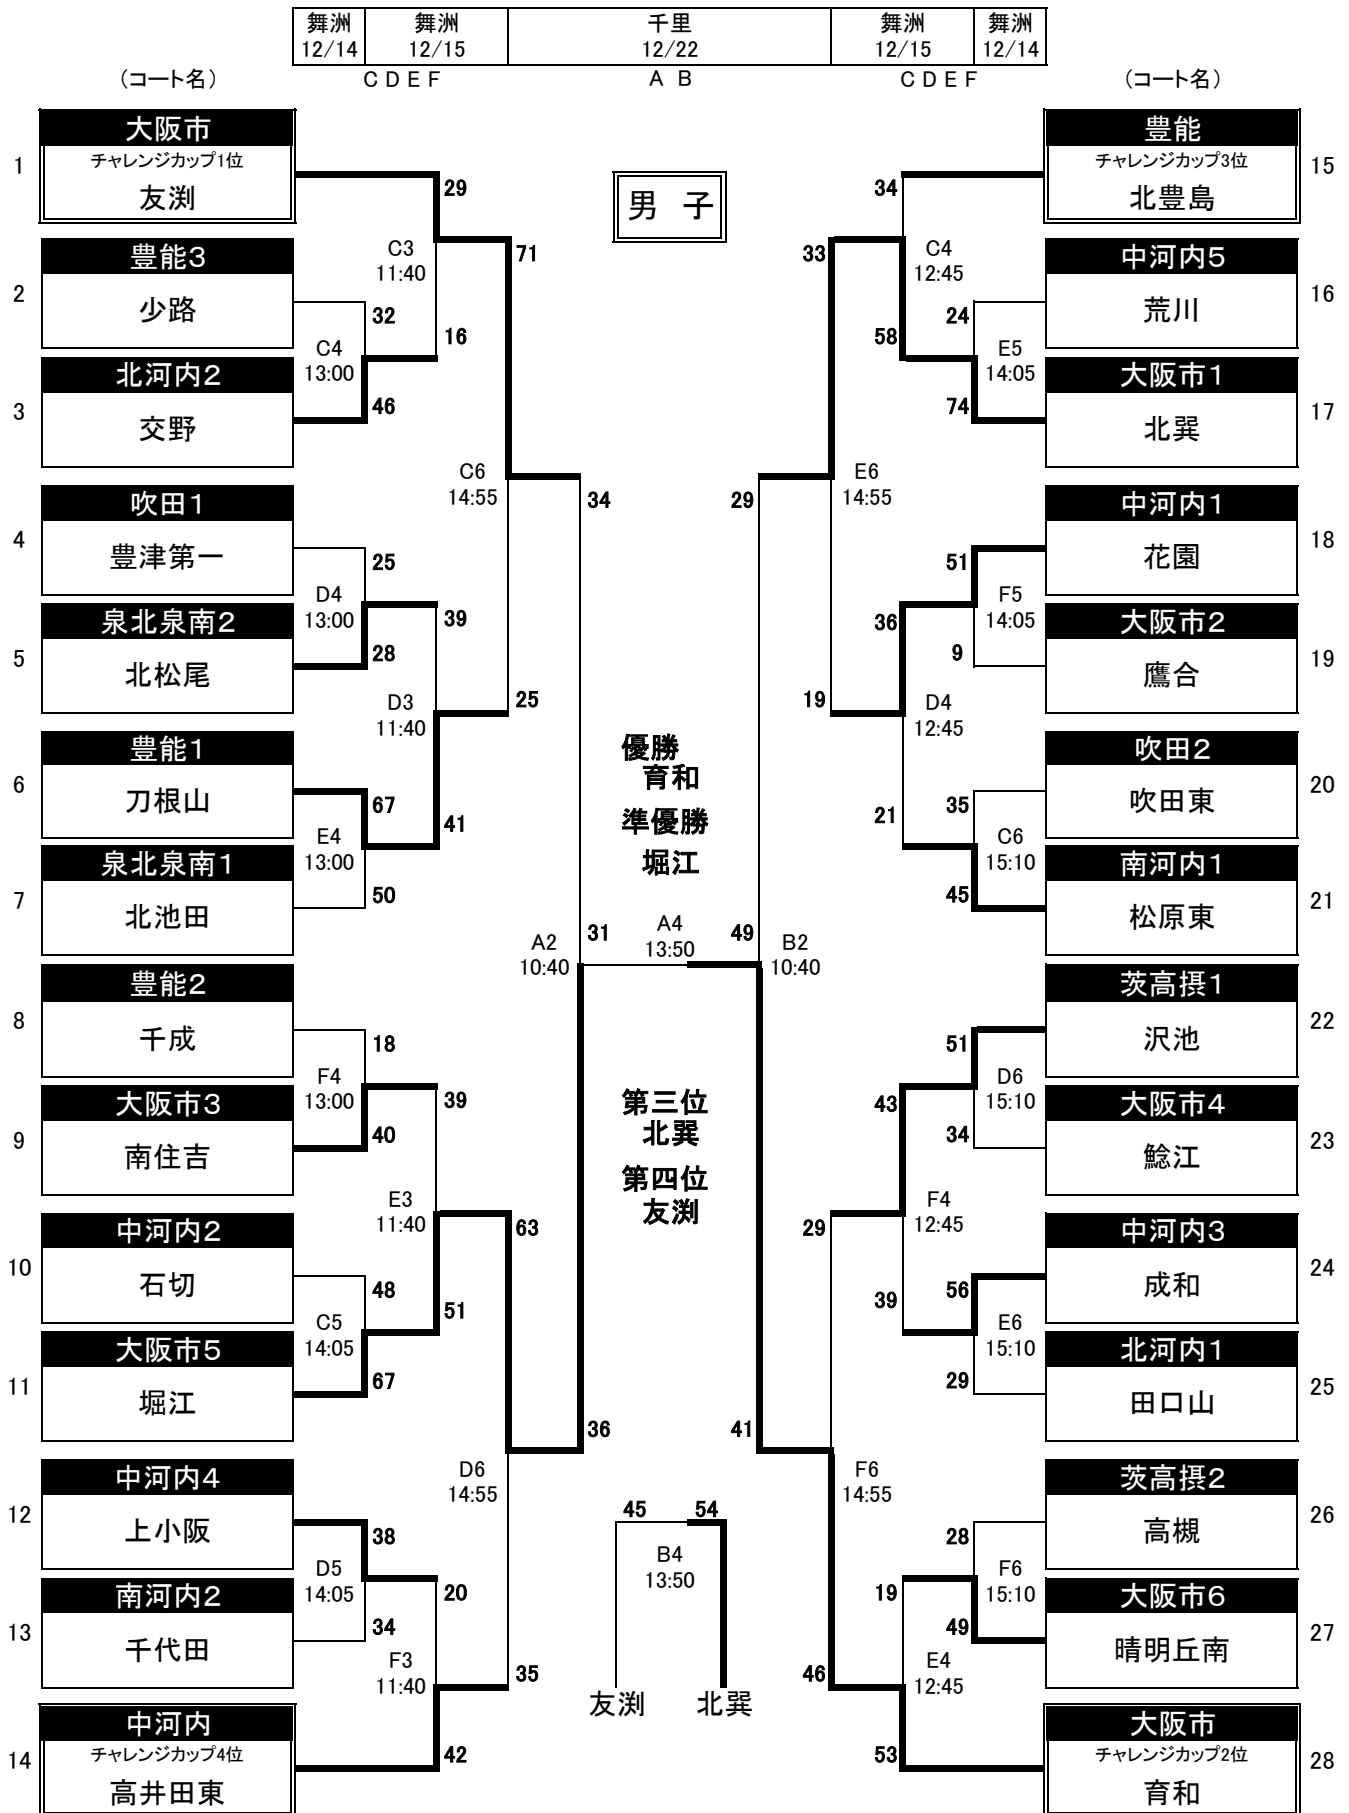 舞洲 舞洲 千里 舞洲 舞洲
12/14 12/15 12/22 12/15 12/14
（コート名） C D E F A B C D E F （コート名）
男 子
1
大阪市
チャレンジカップ1位
友渕
2
豊能3
少路
3
北河内2
交野
4
吹田1
豊津第一
5
泉北泉南2
北松尾
6
豊能1
刀根山
7
泉北泉南1
北池田
8
豊能2
千成
9
大阪市3
南住吉
10
中河内2
石切
11
大阪市5
堀江
12
中河内4
上小阪
13
南河内2
千代田
14
中河内
チャレンジカップ4位
高井田東
32
C4
13:00
46
25
D4
13:00
28
67
E4
13:00
50
18
F4
13:00
40
48
C5
14:05
67
38
D5
14:05
34
29
C3
11:40
16
39
D3
11:40
41
39
E3
11:40
51
20
F3
11:40
42
71
C6
14:55
25
63
D6
14:55
35
34
A2
10:40
36
優勝
育和
準優勝
堀江
31 A4 49
13:50
第三位
北巽
第四位
友渕
45 54
B4
13:50
友渕 北巽
29
B2
10:40
41
33
E6
14:55
19
29
F6
14:55
46
34
C4
12:45
58
36
D4
12:45
21
43
F4
12:45
39
19
E4
12:45
53
24
E5
14:05
74
51
F5
14:05
9
35
C6
15:10
45
51
D6
15:10
34
56
E6
15:10
29
28
F6
15:10
49
豊能
チャレンジカップ3位
北豊島
15
中河内5
荒川
16
大阪市1
北巽
17
中河内1
花園
18
大阪市2
鷹合
19
吹田2
吹田東
20
南河内1
松原東
21
茨高摂1
沢池
22
大阪市4
鯰江
23
中河内3
成和
24
北河内1
田口山
25
茨高摂2
高槻
26
大阪市6
晴明丘南
27
大阪市
チャレンジカップ2位
育和
28